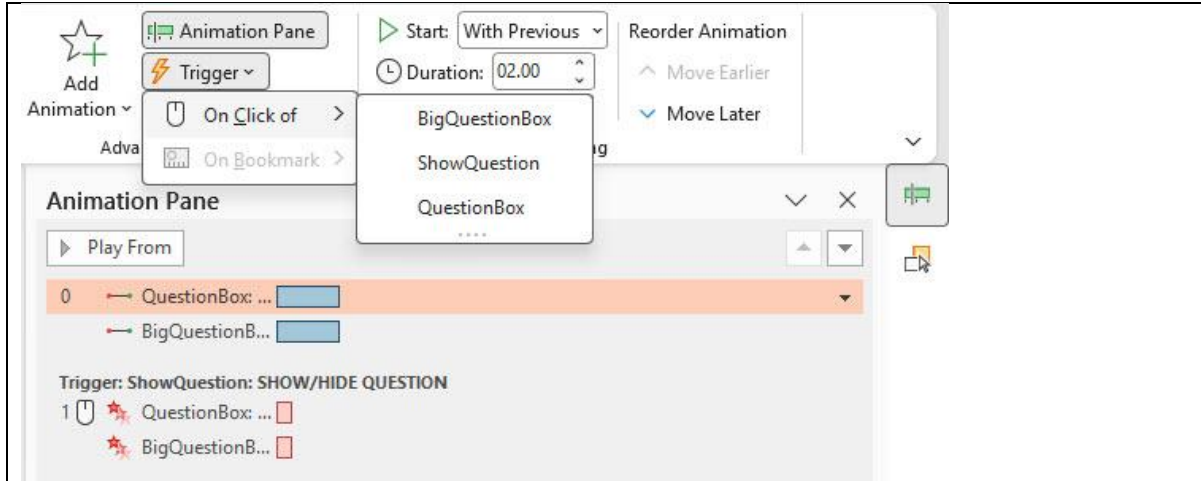 Add
Animation
Animation Pane
Trigger
Start: With Previous
Duration: 02.00
Reorder Animation
Move Earlier
Move Later
Adva
ng
On Click of
On Bookmark
BigQuestionBox
ShowQuestion
QuestionBox
Animation Pane
Play From
0 QuestionBox: ...
BigQuestionB...
Trigger: ShowQuestion: SHOW/HIDE QUESTION
1 QuestionBox: ...
BigQuestionB...